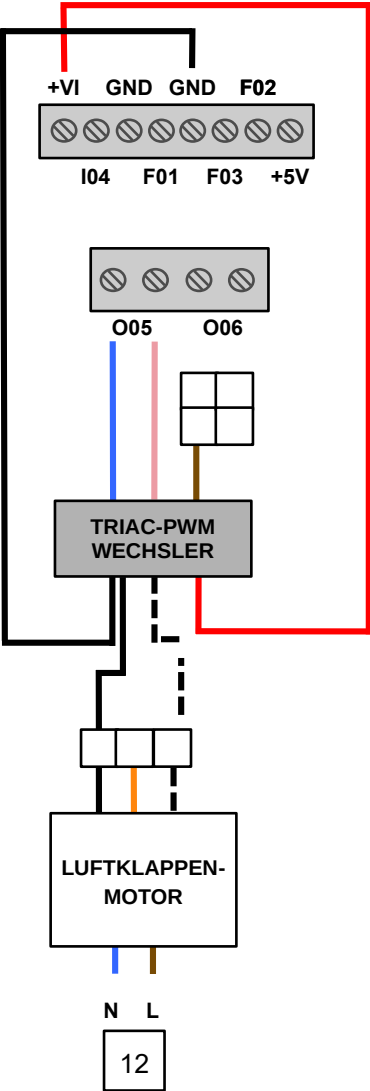 +VI GND GND F02
I04 F01 F03 +5V
O05 O06
TRIAC-PWM
WECHSLER
LUFTKLAPPEN-
MOTOR
N L
12